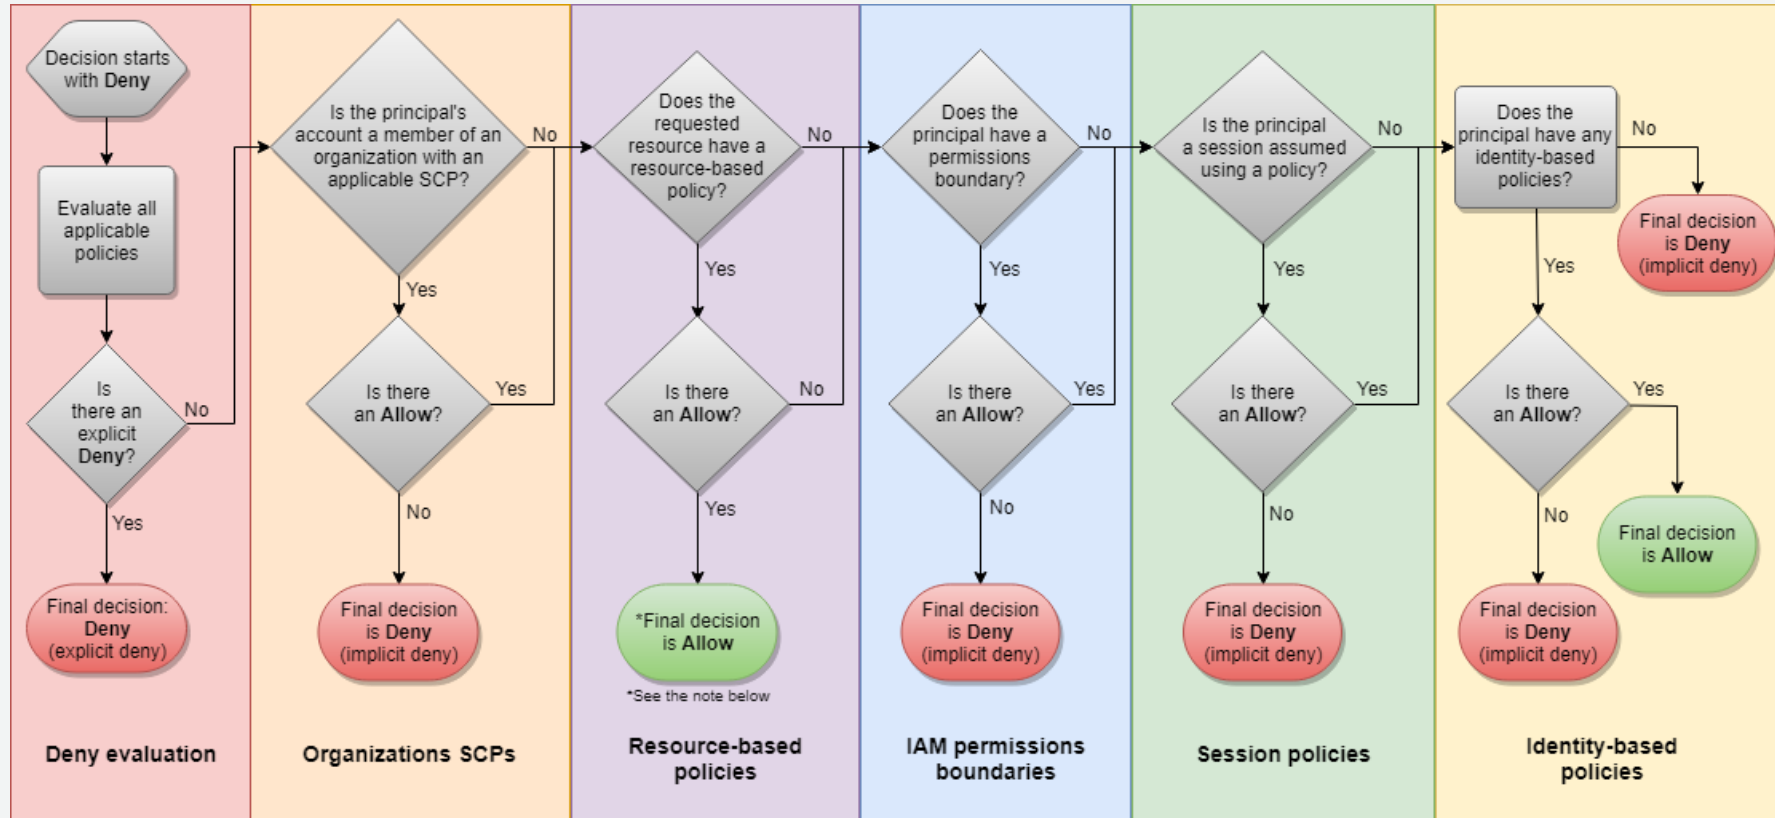 Decision starts
with Deny
Evaluate all
applicable
policies
Is
there an
explicit
Deny?
No
Yes
Final decision:
Deny
(explicit deny)
Deny evaluation
Is the principal's
account a member of an
organization with an
applicable SCP?
No
Yes
Is there
an Allow?
Yes
No
Final decision
is Deny
(implicit deny)
Organizations SCPs
Does the
requested
resource have a
resource-based
policy?
No
Yes
Is there
an Allow?
No
Yes
*Final decision
is Allow
*See the note below
Resource-based
policies
Does the
principal have a
permissions
boundary?
No
Yes
Is there
an Allow?
Yes
No
Final decision
is Deny
(implicit deny)
IAM permissions
boundaries
Is the principal
a session assumed
using a policy?
No
Yes
Is there
an Allow?
Yes
No
Final decision
is Deny
(implicit deny)
Session policies
Does the
principal have any
identity-based
policies?
No
Final decision
is Deny
(implicit deny)
Yes
Is there
an Allow?
Yes
Final decision
is Allow
No
Final decision
is Deny
(implicit deny)
Identity-based
policies